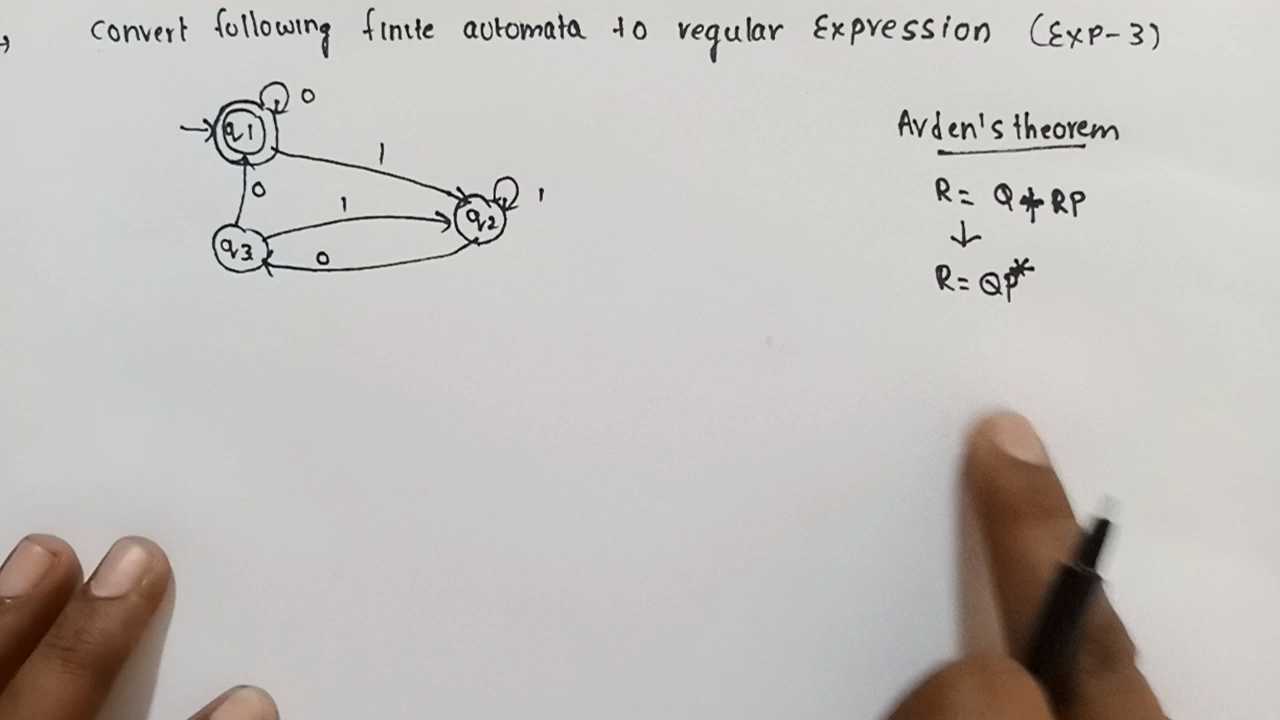 → convert following finite automata to regular Expression (Exp-3)
0
q1
1
Arden's theorem
0
1
1
q2
R = Q + RP
q3
0
↓
R = QP*